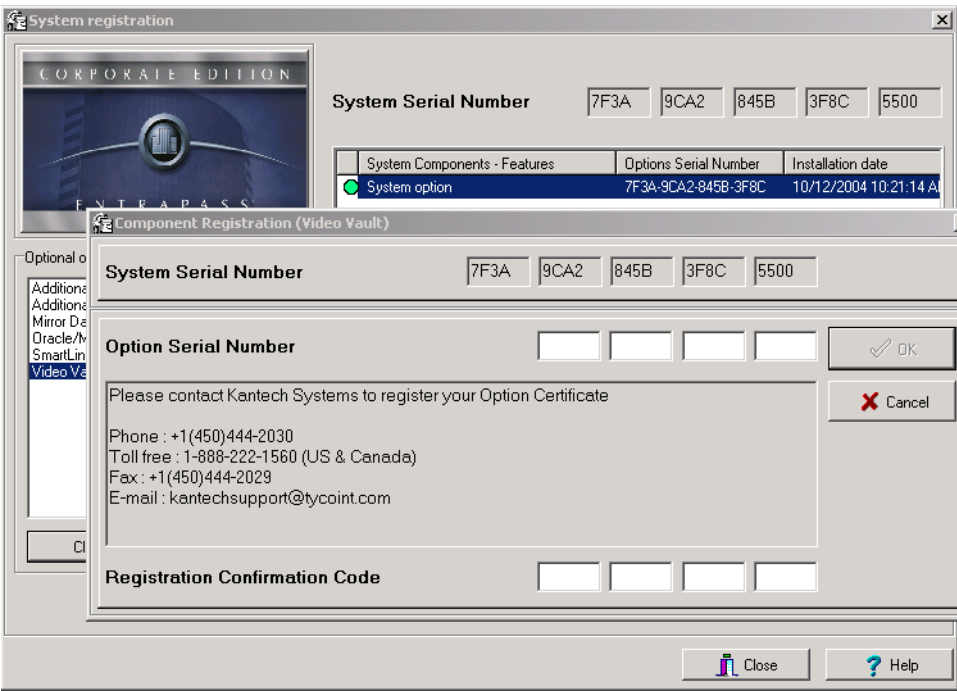 System registration
CORPORATE EDITION
ENTRAPASS
System Serial Number 7F3A 9CA2 845B 3F8C 5500
System Components - Features Options Serial Number Installation date
System option 7F3A-9CA2-845B-3F8C 10/12/2004 10:21:14 A
Component Registration (Video Vault)
System Serial Number 7F3A 9CA2 845B 3F8C 5500
Optional o
Additiona
Additiona
Mirror Da
Oracle/M
SmartLin
Video Va
Cl
Option Serial Number
OK
Cancel
Please contact Kantech Systems to register your Option Certificate
Phone : +1(450)444-2030
Toll free : 1-888-222-1560 (US & Canada)
Fax : +1(450)444-2029
E-mail : kantechsupport@tycoint.com
Registration Confirmation Code
Close
Help